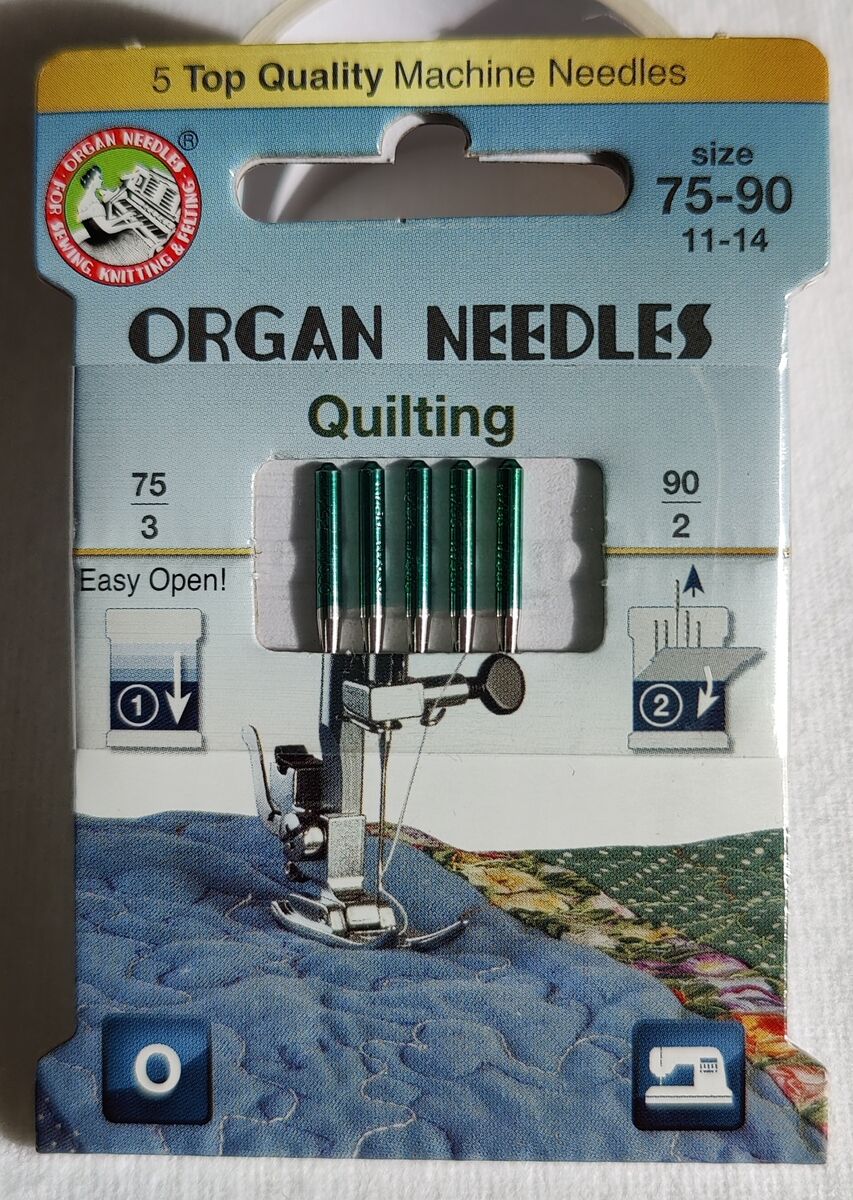 5 Top Quality Machine Needles
· ORGAN NEEDLES · FOR SEWING, KNITTING & FELTING
®
size
75-90
11-14
ORGAN NEEDLES
Quilting
75
3
90
2
Easy Open!
1
2
O